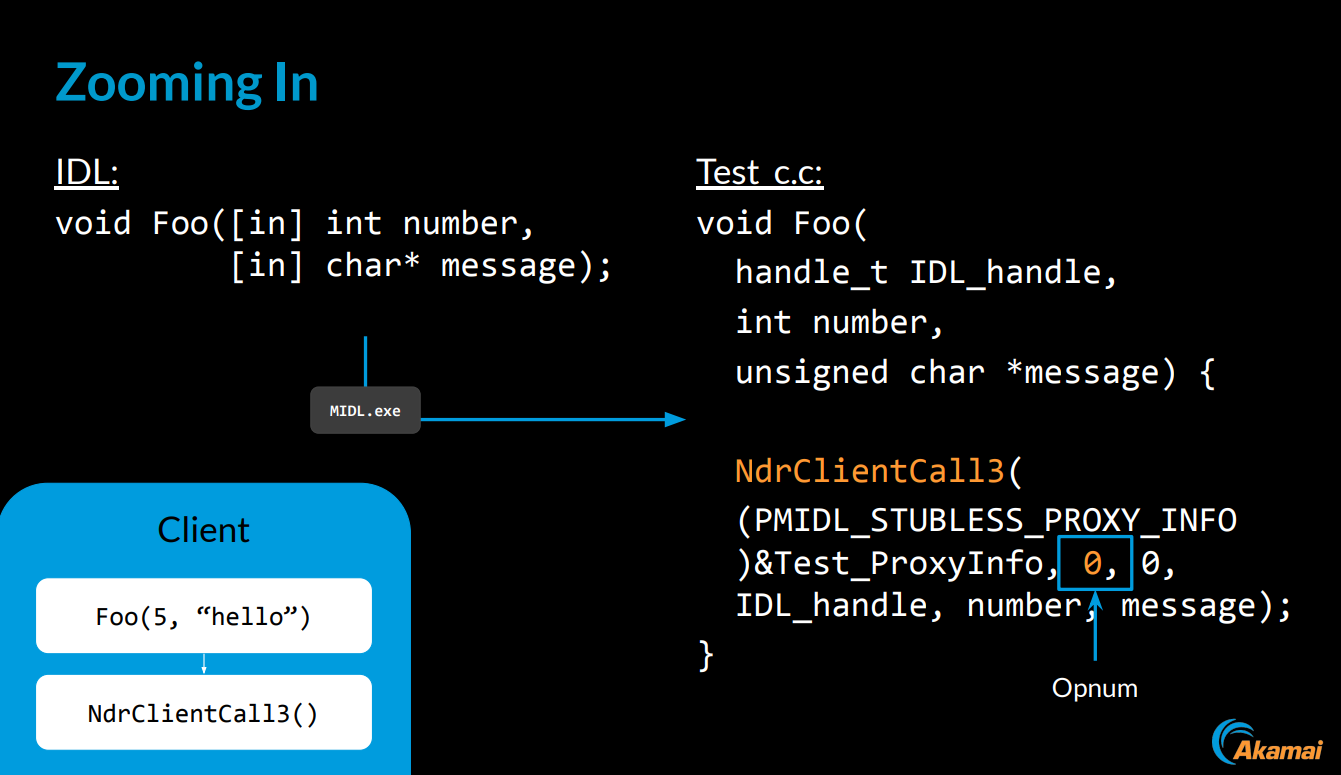 Zooming In
IDL:
void Foo([in] int number,
[in] char* message);
MIDL.exe
Client
Foo(5, “hello”)
NdrClientCall3()
Test c.c:
void Foo(
handle_t IDL_handle,
int number,
unsigned char *message) {
NdrClientCall3(
(PMIDL_STUBLESS_PROXY_INFO
)&Test_ProxyInfo, 0, 0,
IDL_handle, number, message);
}
Opnum
Akamai